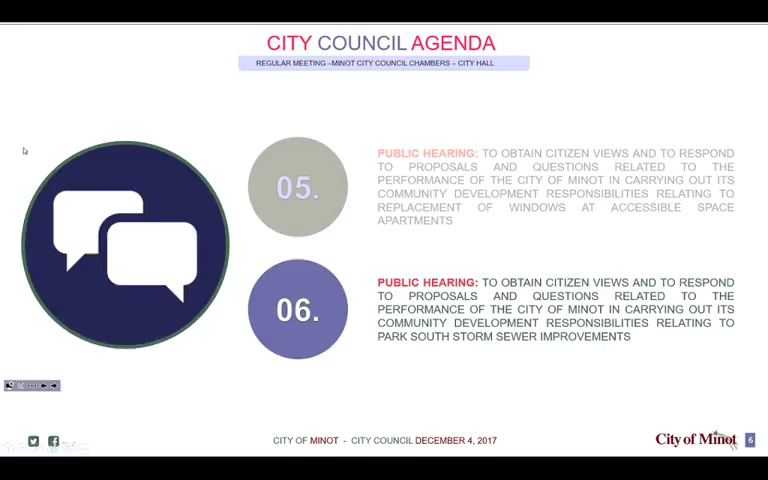 CITY COUNCIL AGENDA
REGULAR MEETING –MINOT CITY COUNCIL CHAMBERS – CITY HALL
05.
PUBLIC HEARING: TO OBTAIN CITIZEN VIEWS AND TO RESPOND
TO PROPOSALS AND QUESTIONS RELATED TO THE
PERFORMANCE OF THE CITY OF MINOT IN CARRYING OUT ITS
COMMUNITY DEVELOPMENT RESPONSIBILITIES RELATING TO
REPLACEMENT OF WINDOWS AT ACCESSIBLE SPACE
APARTMENTS
06.
PUBLIC HEARING: TO OBTAIN CITIZEN VIEWS AND TO RESPOND
TO PROPOSALS AND QUESTIONS RELATED TO THE
PERFORMANCE OF THE CITY OF MINOT IN CARRYING OUT ITS
COMMUNITY DEVELOPMENT RESPONSIBILITIES RELATING TO
PARK SOUTH STORM SEWER IMPROVEMENTS
CITY OF MINOT - CITY COUNCIL DECEMBER 4, 2017
City of Minot
6